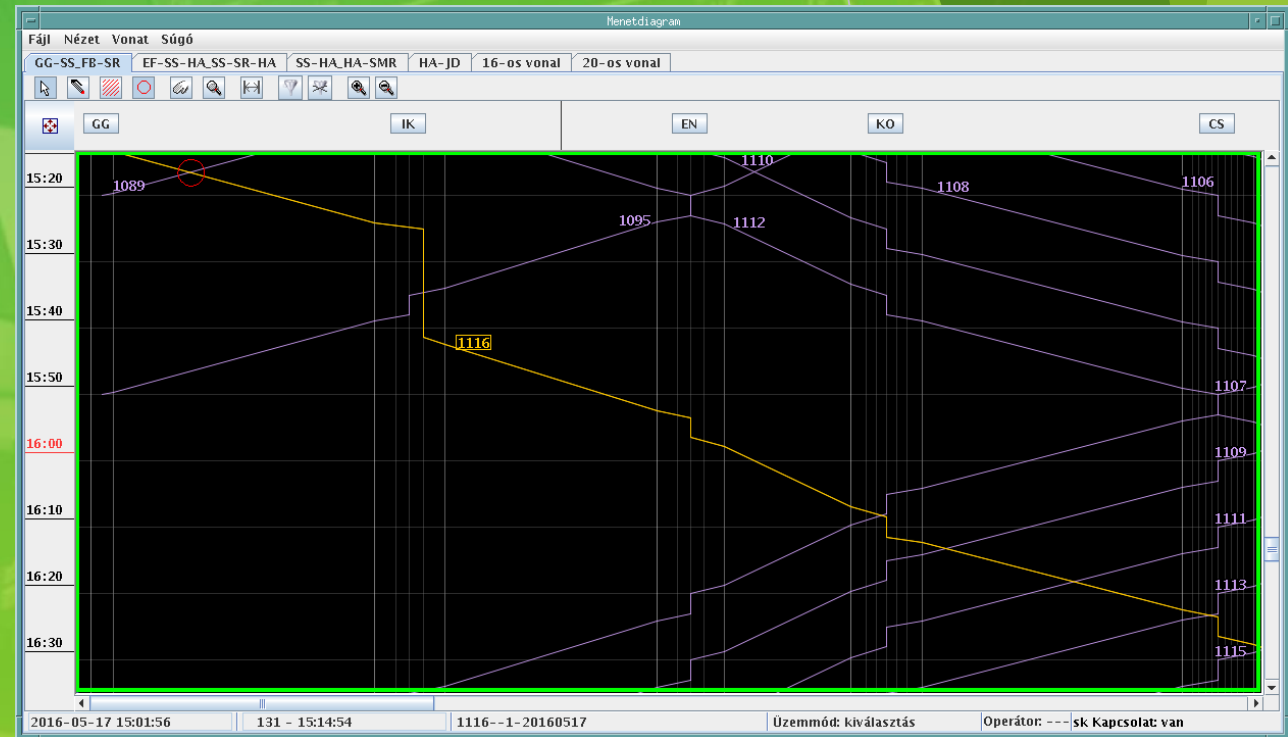 Menetdiagram
Fájl Nézet Vonat Súgó
GG-SS_FB-SR EF-SS-HA_SS-SR-HA SS-HA_HA-SMR HA-JD 16-os vonal 20-os vonal
GG IK EN KO CS
15:20
15:30
15:40
15:50
16:00
16:10
16:20
16:30
1110
1089 1108 1106
1095 1112
1116
1107
1109
1111
1113
1115
2016-05-17 15:01:56 131 - 15:14:54 1116--1-20160517 Üzemmód: kiválasztás Operátor: --- sk Kapcsolat: van